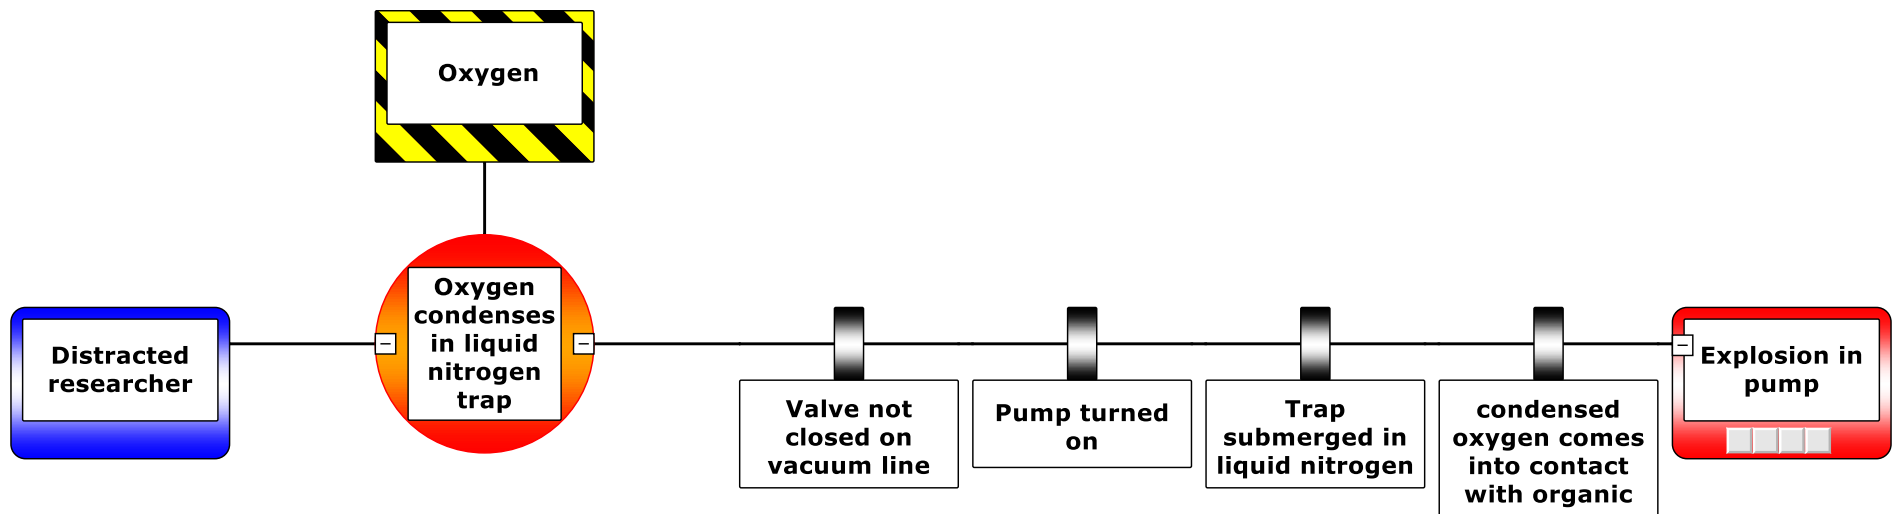 Oxygen
Distracted
researcher
Oxygen
condenses
in liquid
nitrogen
trap
Valve not
closed on
vacuum line
Pump turned
on
Trap
submerged in
liquid nitrogen
condensed
oxygen comes
into contact
with organic
Explosion in
pump